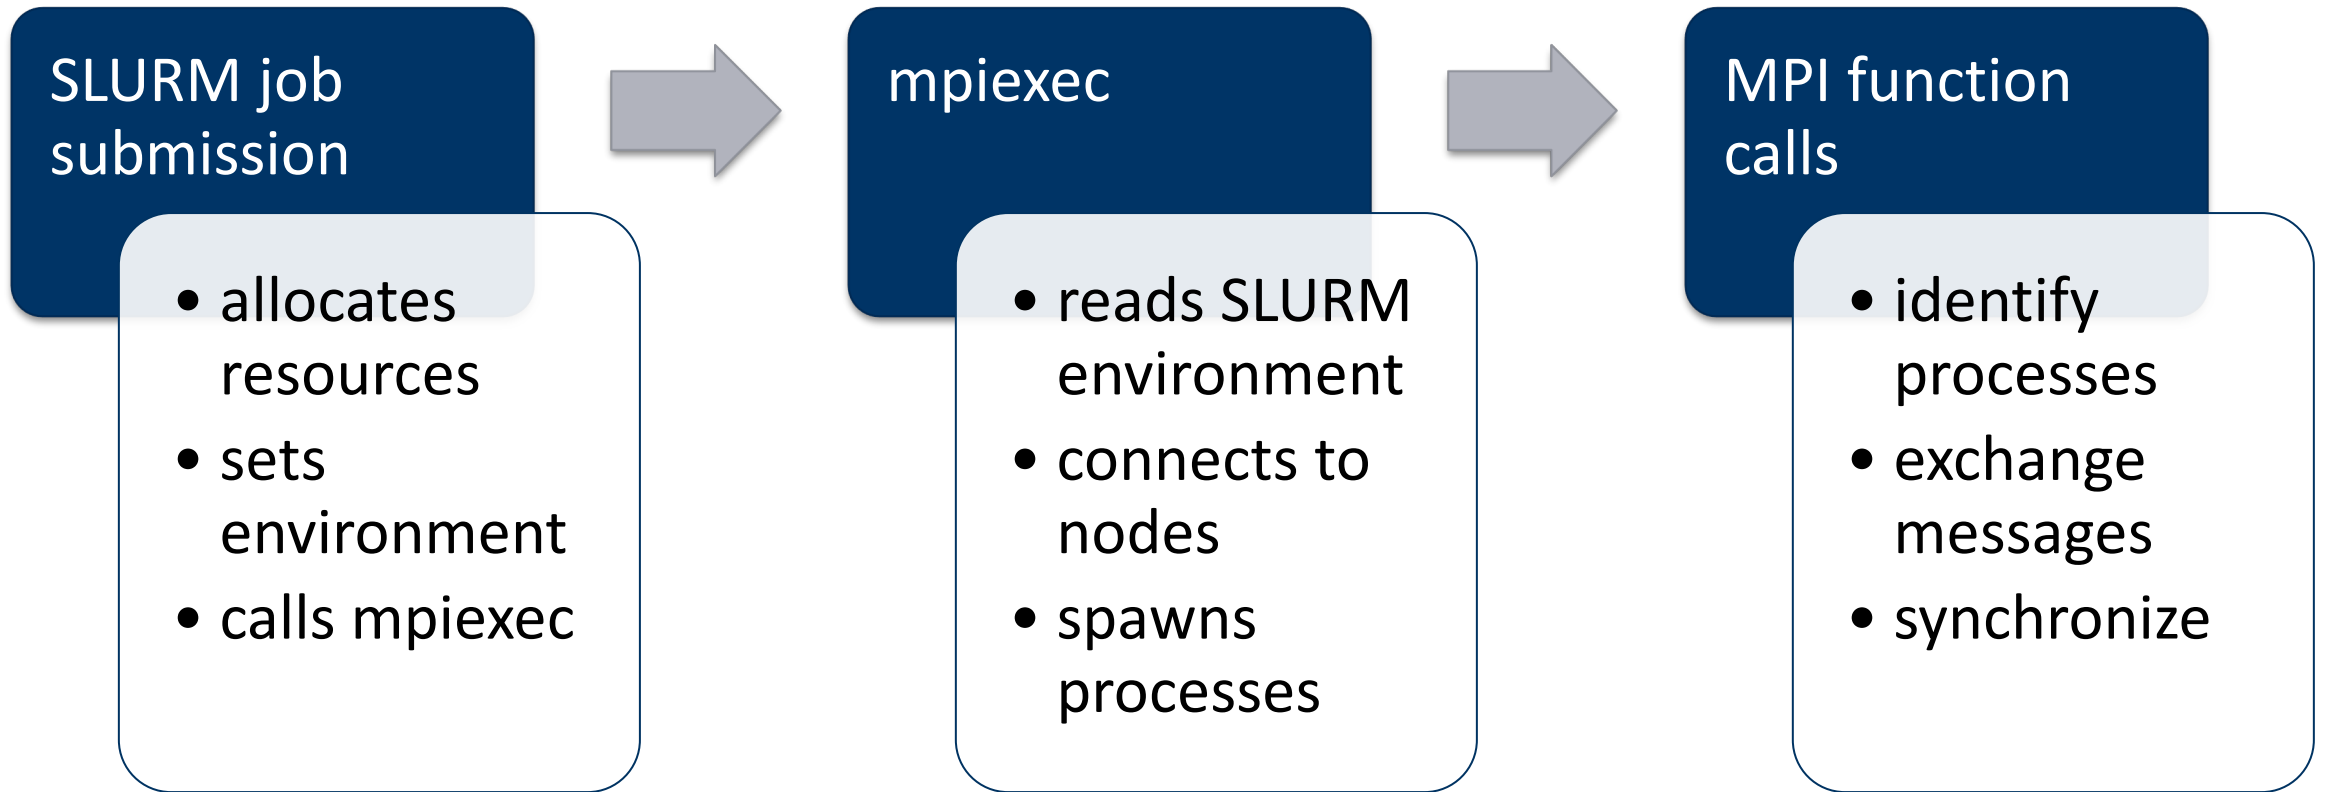 SLURM job
submission
• allocates
resources
• sets
environment
• calls mpiexec
mpiexec
• reads SLURM
environment
• connects to
nodes
• spawns
processes
MPI function
calls
• identify
processes
• exchange
messages
• synchronize